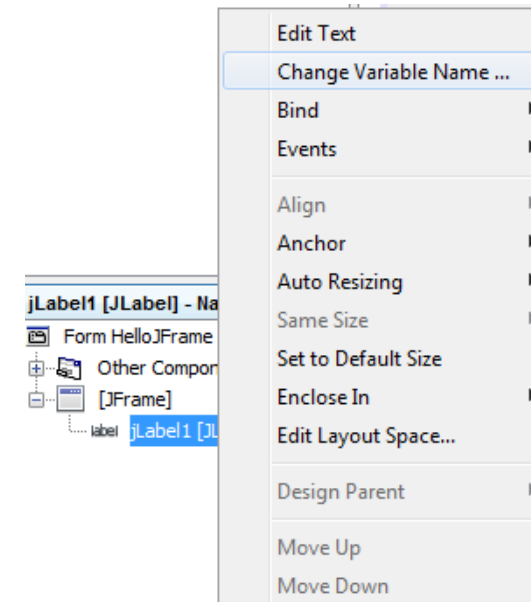 Edit Text
Change Variable Name ...
Bind
Events
Align
Anchor
Auto Resizing
Same Size
Set to Default Size
Enclose In
Edit Layout Space...
Design Parent
Move Up
Move Down
jLabel1 [JLabel] - Na
Form HelloJFrame
Other Compon
[JFrame]
label jLabel1 [JL